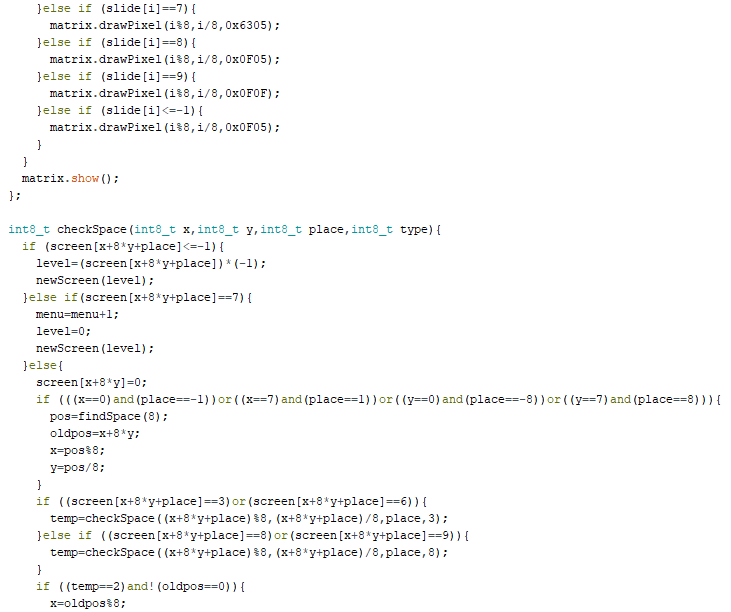 }else if (slide[i]==7){
matrix.drawPixel(i%8,i/8,0x6305);
}else if (slide[i]==8){
matrix.drawPixel(i%8,i/8,0x0F05);
}else if (slide[i]==9){
matrix.drawPixel(i%8,i/8,0x0F0F);
}else if (slide[i]<=-1){
matrix.drawPixel(i%8,i/8,0x0F05);
}
}
matrix.show();
};
int8_t checkSpace(int8_t x,int8_t y,int8_t place,int8_t type){
if (screen[x+8*y+place]<=-1){
level=(screen[x+8*y+place])*(-1);
newScreen(level);
}else if(screen[x+8*y+place]==7){
menu=menu+1;
level=0;
newScreen(level);
}else{
screen[x+8*y]=0;
if (((x==0)and(place==-1))or((x==7)and(place==1))or((y==0)and(place==-8))or((y==7)and(place==8))){
pos=findSpace(8);
oldpos=x+8*y;
x=pos%8;
y=pos/8;
}
if ((screen[x+8*y+place]==3)or(screen[x+8*y+place]==6)){
temp=checkSpace((x+8*y+place)%8,(x+8*y+place)/8,place,3);
}else if ((screen[x+8*y+place]==8)or(screen[x+8*y+place]==9)){
temp=checkSpace((x+8*y+place)%8,(x+8*y+place)/8,place,8);
}
if ((temp==2)and!(oldpos==0)){
x=oldpos%8;